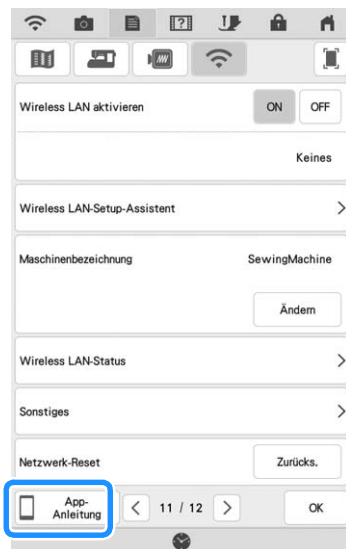 Wireless LAN aktivieren ON OFF
Keines
Wireless LAN-Setup-Assistent >
Maschinenbezeichnung SewingMachine
Ändern
Wireless LAN-Status >
Sonstiges >
Netzwerk-Reset Zurücks.
App-
Anleitung < 11 / 12 > OK